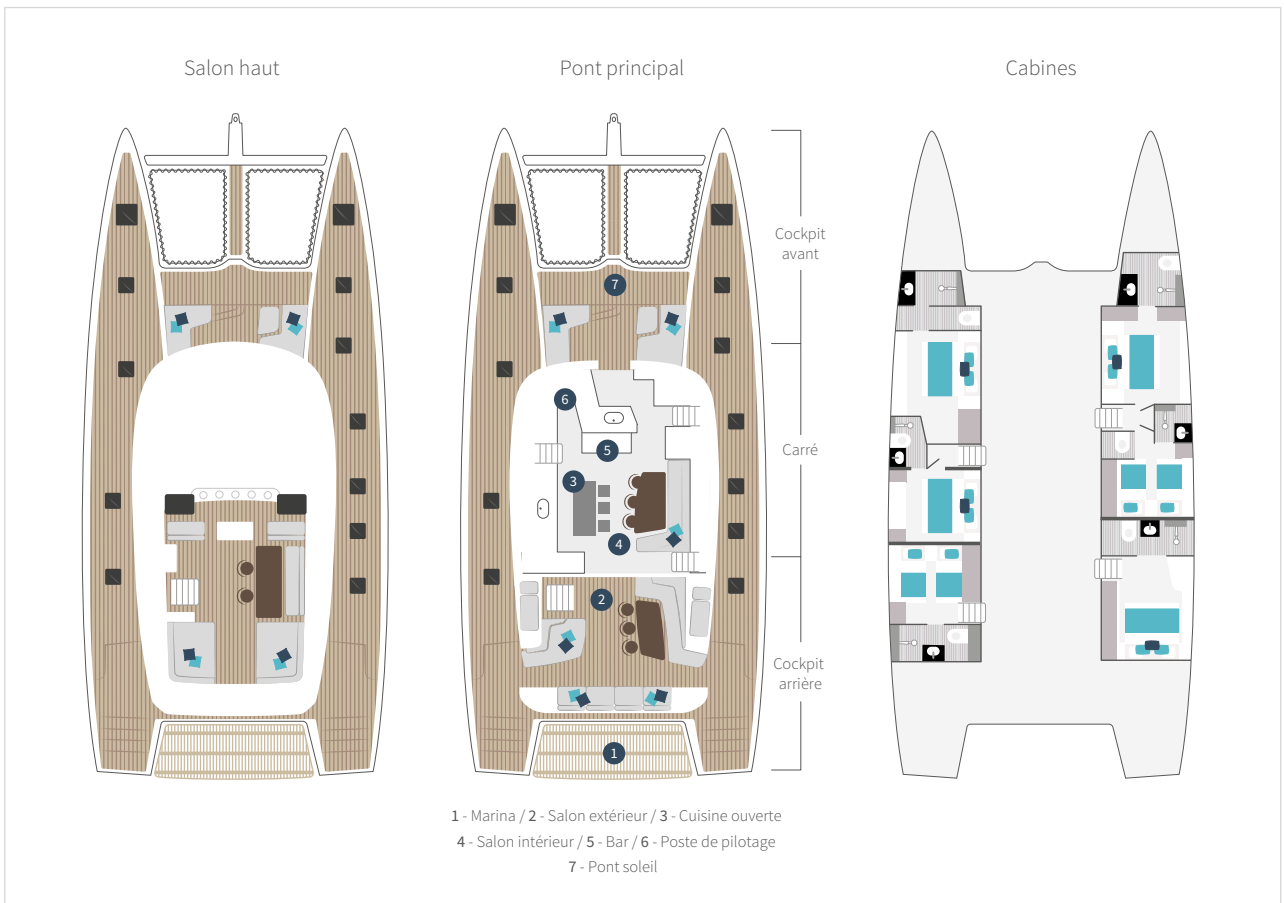 Salon haut
Pont principal
Cabines
Cockpit
avant
Carré
Cockpit
arrière
7
6
5
3
4
2
1
1 - Marina / 2 - Salon extérieur / 3 - Cuisine ouverte
4 - Salon intérieur / 5 - Bar / 6 - Poste de pilotage
7 - Pont soleil